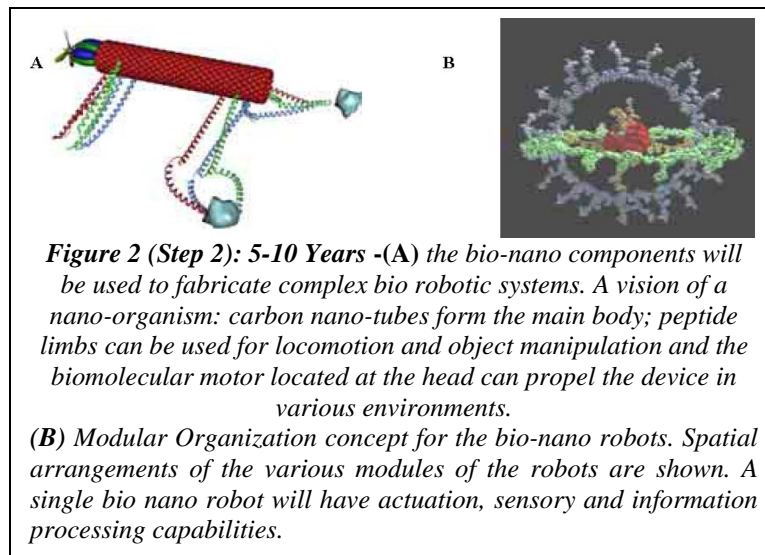 A
B
Figure 2 (Step 2): 5-10 Years -(A) the bio-nano components will
be used to fabricate complex bio robotic systems. A vision of a
nano-organism: carbon nano-tubes form the main body; peptide
limbs can be used for locomotion and object manipulation and the
biomolecular motor located at the head can propel the device in
various environments.
(B) Modular Organization concept for the bio-nano robots. Spatial
arrangements of the various modules of the robots are shown. A
single bio nano robot will have actuation, sensory and information
processing capabilities.